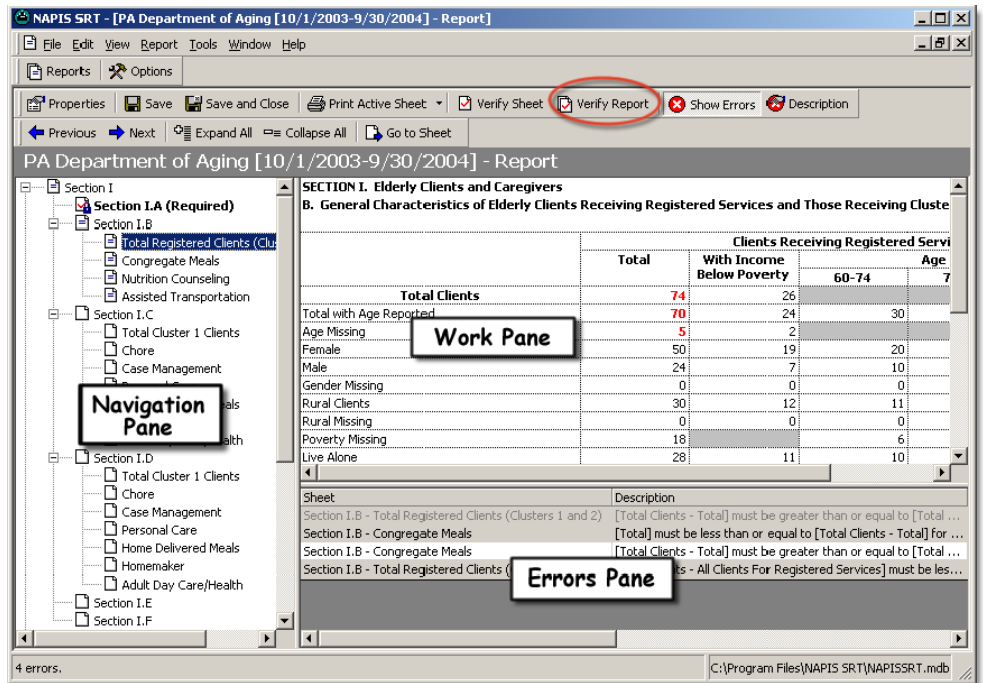 NAPIS SRT - [PA Department of Aging [10/1/2003-9/30/2004] - Report]
File Edit View Report Tools Window Help
Reports Options
Properties Save Save and Close Print Active Sheet Verify Sheet Verify Report Show Errors Description
Previous Next Expand All Collapse All Go to Sheet
PA Department of Aging [10/1/2003-9/30/2004] - Report
Section I
Section I.A (Required)
Section I.B
Total Registered Clients (Clu
Congregate Meals
Nutrition Counseling
Assisted Transportation
Section I.C
Total Cluster 1 Clients
Chore
Case Management
Navigation
Pane
als
alth
Section I.D
Total Cluster 1 Clients
Chore
Case Management
Personal Care
Home Delivered Meals
Homemaker
Adult Day Care/Health
Section I.E
Section I.F
SECTION I. Elderly Clients and Caregivers
B. General Characteristics of Elderly Clients Receiving Registered Services and Those Receiving Cluste
Clients Receiving Registered Servi
Total With Income Age
Below Poverty 60-74 7
Total Clients 74 26
Total with Age Reported 70 24 30
Age Missing 5 2
Work Pane
Female 50 19 20
Male 24 7 10
Gender Missing 0 0 0
Rural Clients 30 12 11
Rural Missing 0 0 0
Poverty Missing 18 6
Live Alone 28 11 10
Sheet Description
Section I.B - Total Registered Clients (Clusters 1 and 2) [Total Clients - Total] must be greater than or equal to [Total ...
Section I.B - Congregate Meals [Total] must be less than or equal to [Total Clients - Total] for ...
Section I.B - Congregate Meals [Total Clients - Total] must be greater than or equal to [Total ...
Section I.B - Total Registered Clients ( ts - All Clients For Registered Services] must be les...
Errors Pane
4 errors. C:\Program Files\NAPIS SRT\NAPISSRT.mdb